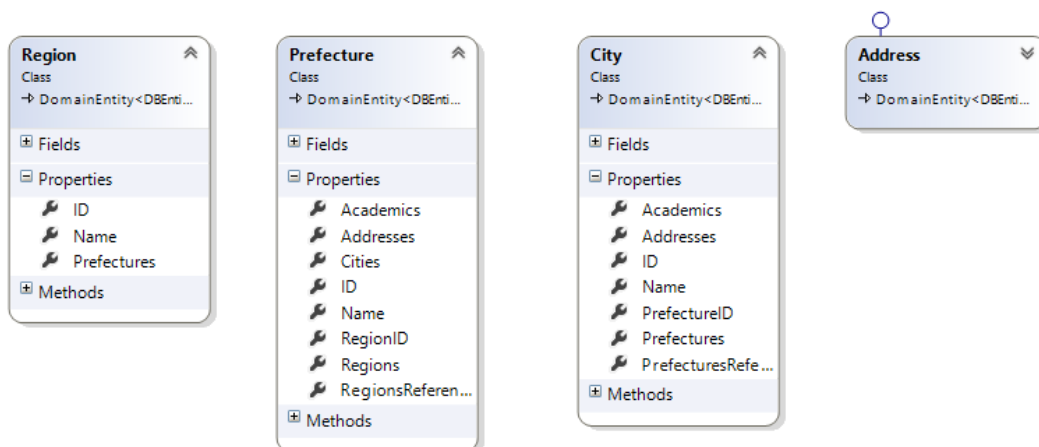 Region
Class
DomainEntity<DBEnti...
Fields
Properties
ID
Name
Prefectures
Methods
Prefecture
Class
DomainEntity<DBEnti...
Fields
Properties
Academics
Addresses
Cities
ID
Name
RegionID
Regions
RegionsReferen...
Methods
City
Class
DomainEntity<DBEnti...
Fields
Properties
Academics
Addresses
ID
Name
PrefectureID
Prefectures
PrefecturesRefe...
Methods
Address
Class
DomainEntity<DBEnti...